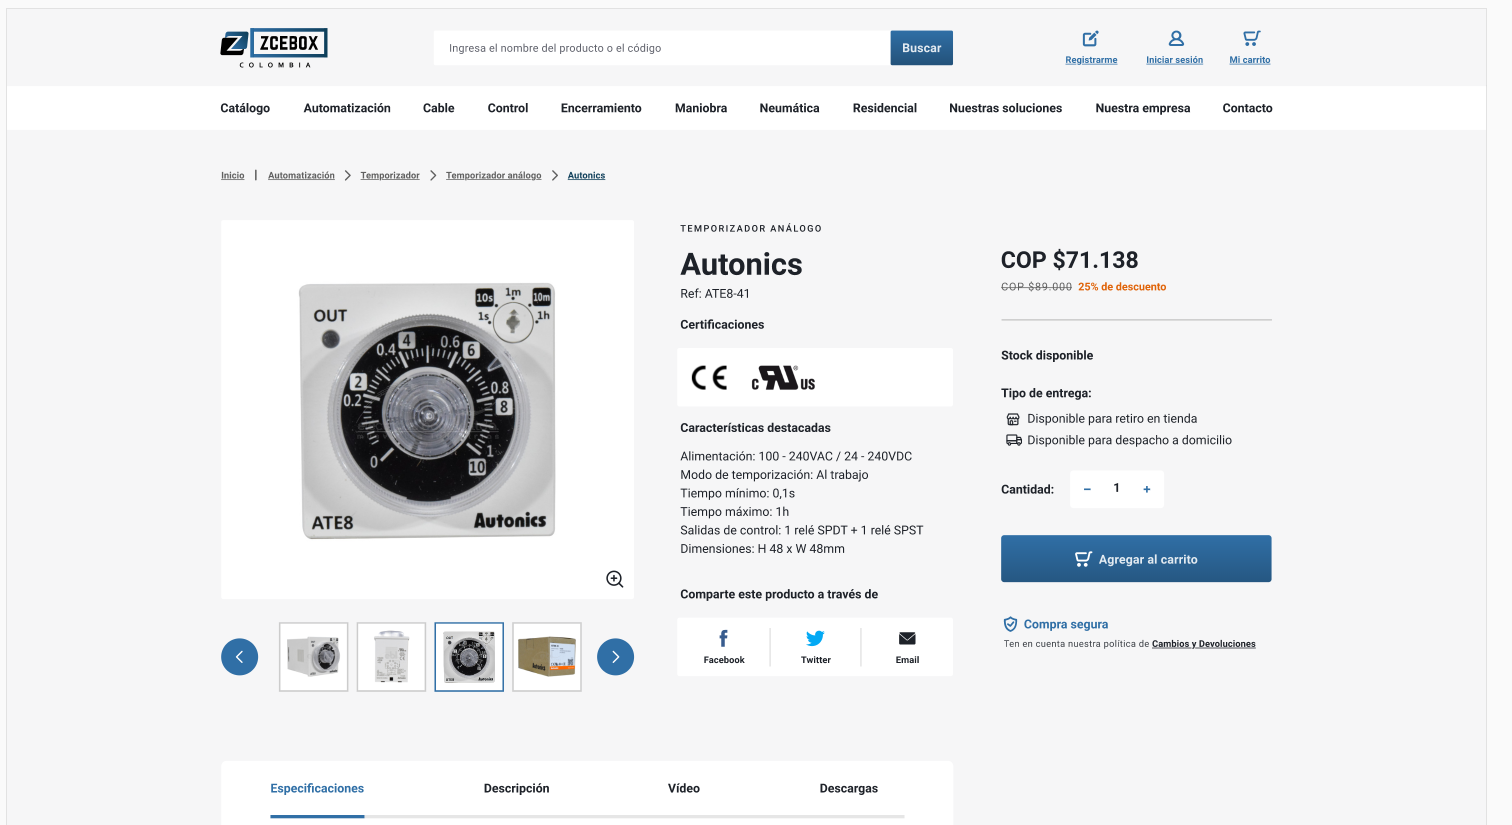 ZCEBOX
COLOMBIA
Ingresa el nombre del producto o el código
Buscar
Registrarme
Iniciar sesión
Mi carrito
Catálogo Automatización Cable Control Encerramiento Maniobra Neumática Residencial Nuestras soluciones Nuestra empresa Contacto
Inicio | Automatización > Temporizador > Temporizador análogo > Autonics
OUT
10s 1m 10m
1s 1h
0.4 4 0.6 6
2 0.8
0.2 8
0 1
10
ATE8 Autonics
TEMPORIZADOR ANÁLOGO
Autonics
Ref: ATE8-41
Certificaciones
CE c UR US
Características destacadas
Alimentación: 100 - 240VAC / 24 - 240VDC
Modo de temporización: Al trabajo
Tiempo mínimo: 0,1s
Tiempo máximo: 1h
Salidas de control: 1 relé SPDT + 1 relé SPST
Dimensiones: H 48 x W 48mm
Comparte este producto a través de
Facebook
Twitter
Email
COP $71.138
COP $89.000 25% de descuento
Stock disponible
Tipo de entrega:
Disponible para retiro en tienda
Disponible para despacho a domicilio
Cantidad: − 1 +
Agregar al carrito
Compra segura
Ten en cuenta nuestra política de Cambios y Devoluciones
Especificaciones Descripción Vídeo Descargas